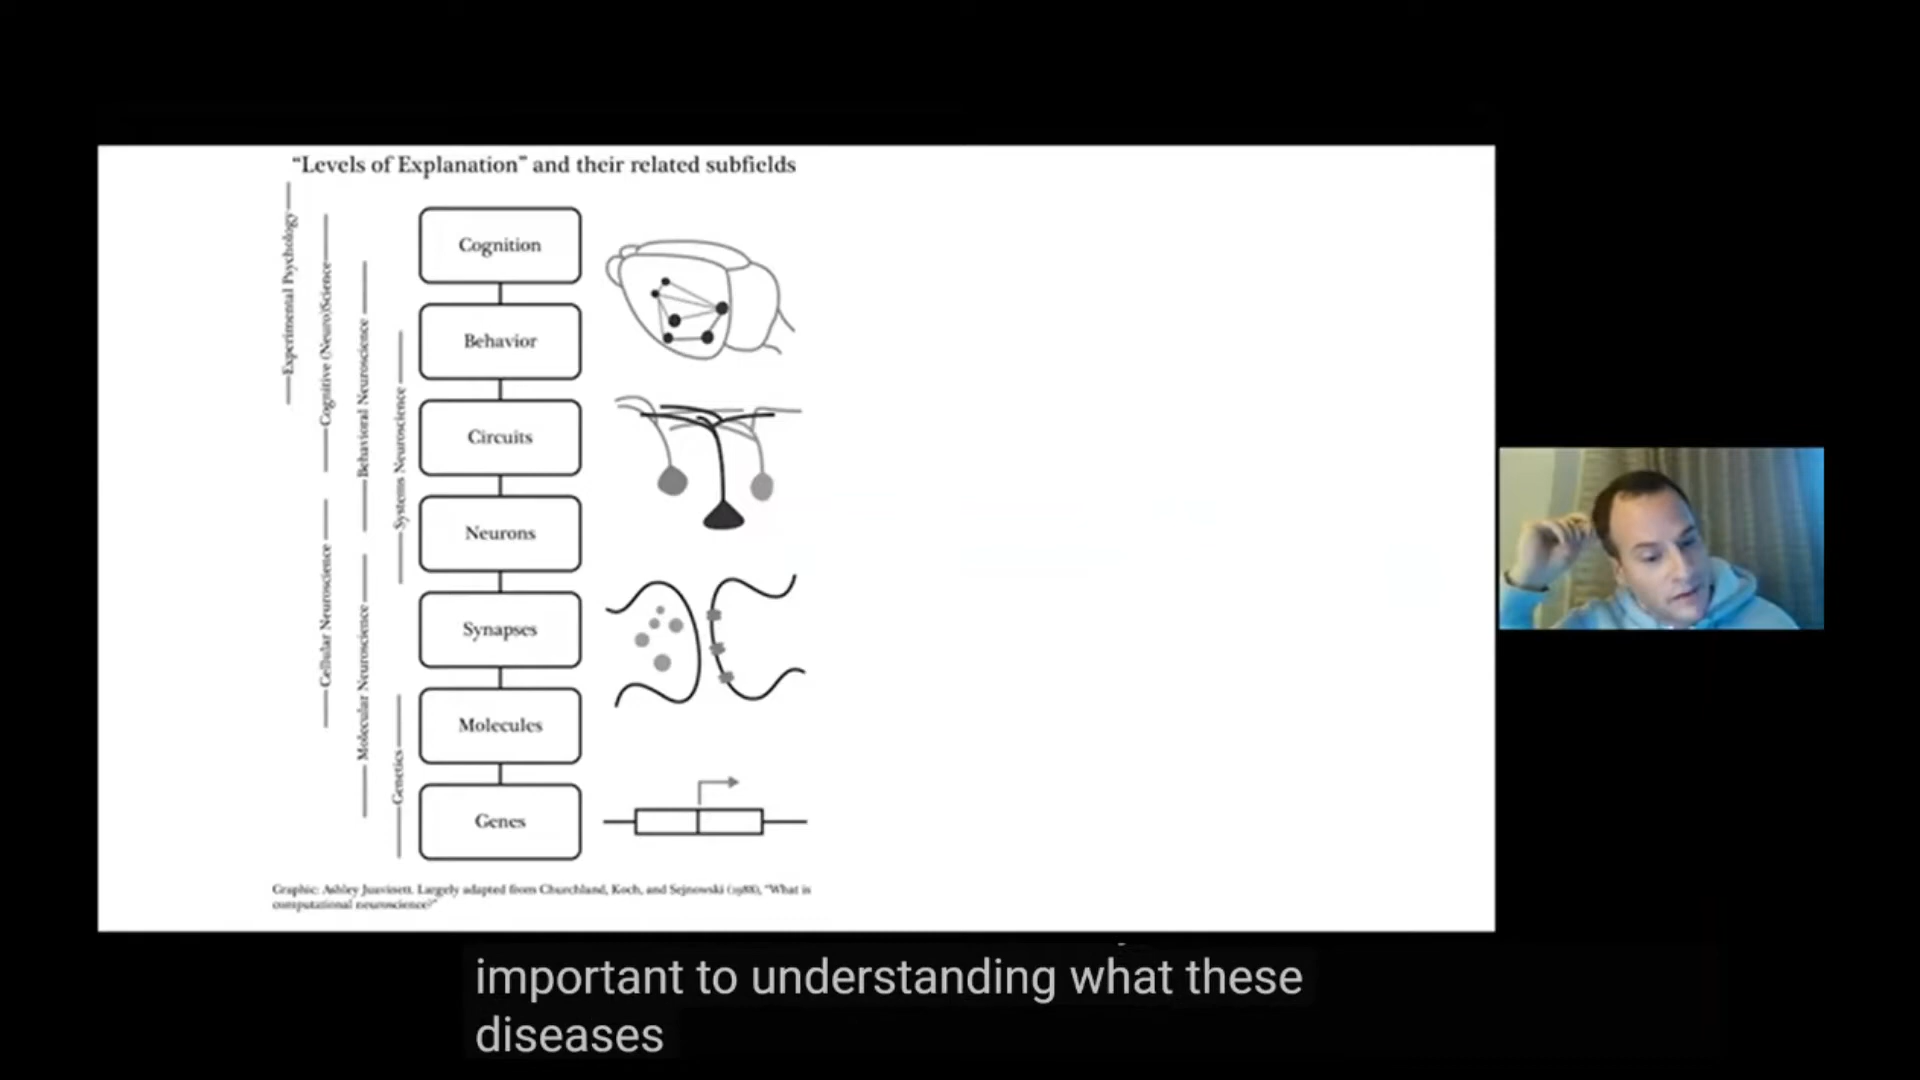 "Levels of Explanation" and their related subfields
Experimental Psychology
Cognitive (Neuro)Science
Behavioral Neuroscience
Systems Neuroscience
Cellular Neuroscience
Molecular Neuroscience
Genetics
Cognition
Behavior
Circuits
Neurons
Synapses
Molecules
Genes
Graphic: Ashley Juavinett. Largely adapted from Churchland, Koch, and Sejnowski (1988), "What is
computational neuroscience?"
important to understanding what these
diseases